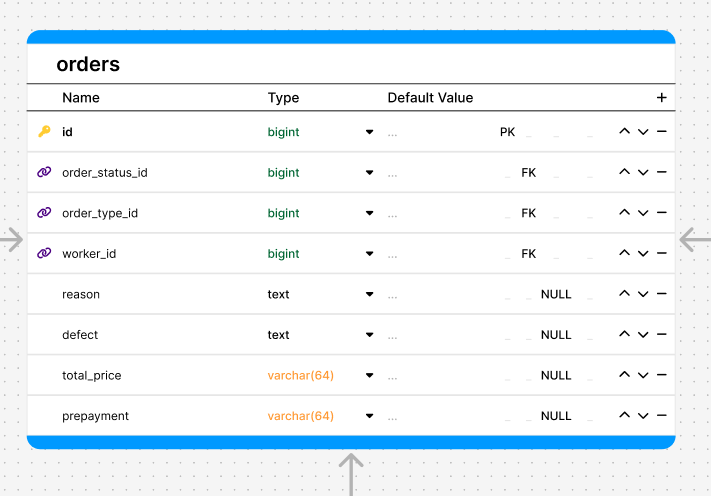 orders
Name Type Default Value +
id bigint ... PK _ _ _
order_status_id bigint ... _ FK _ _
order_type_id bigint ... _ FK _ _
worker_id bigint ... _ FK _ _
reason text ... _ _ NULL _
defect text ... _ _ NULL _
total_price varchar(64) ... _ _ NULL _
prepayment varchar(64) ... _ _ NULL _